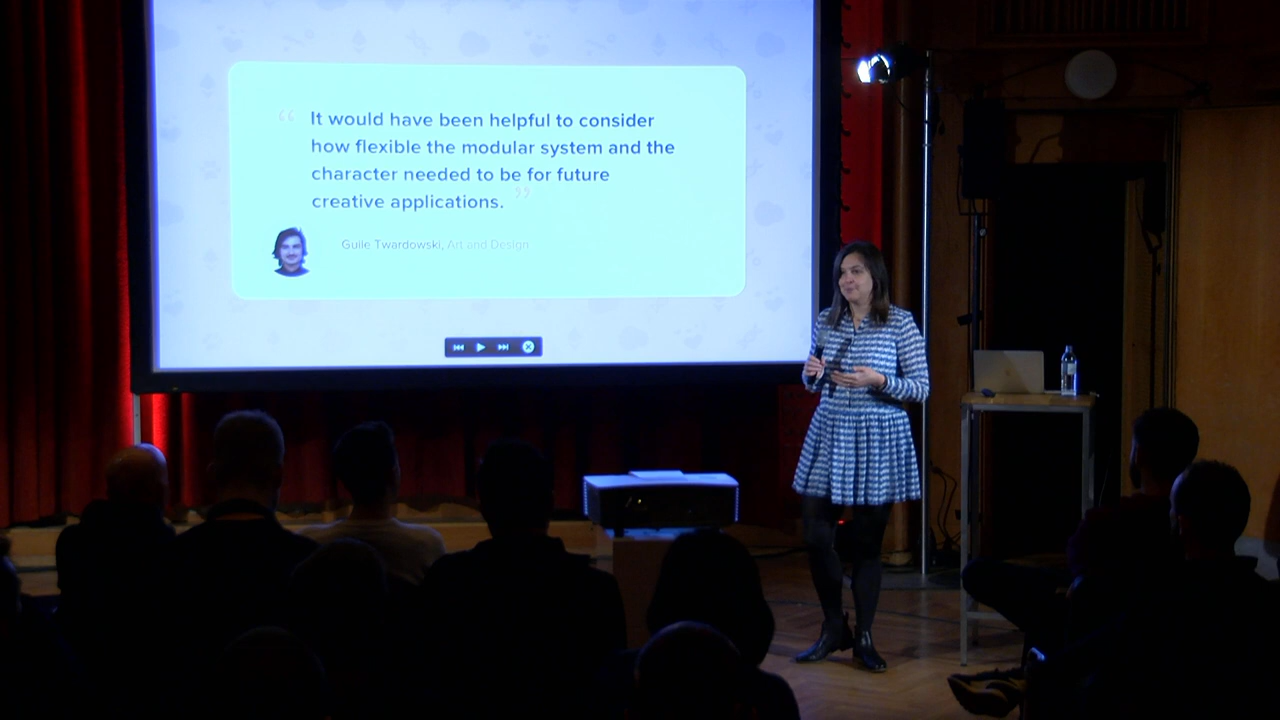 “ It would have been helpful to consider
how flexible the modular system and the
character needed to be for future
creative applications. ”
Guile Twardowski, Art and Design